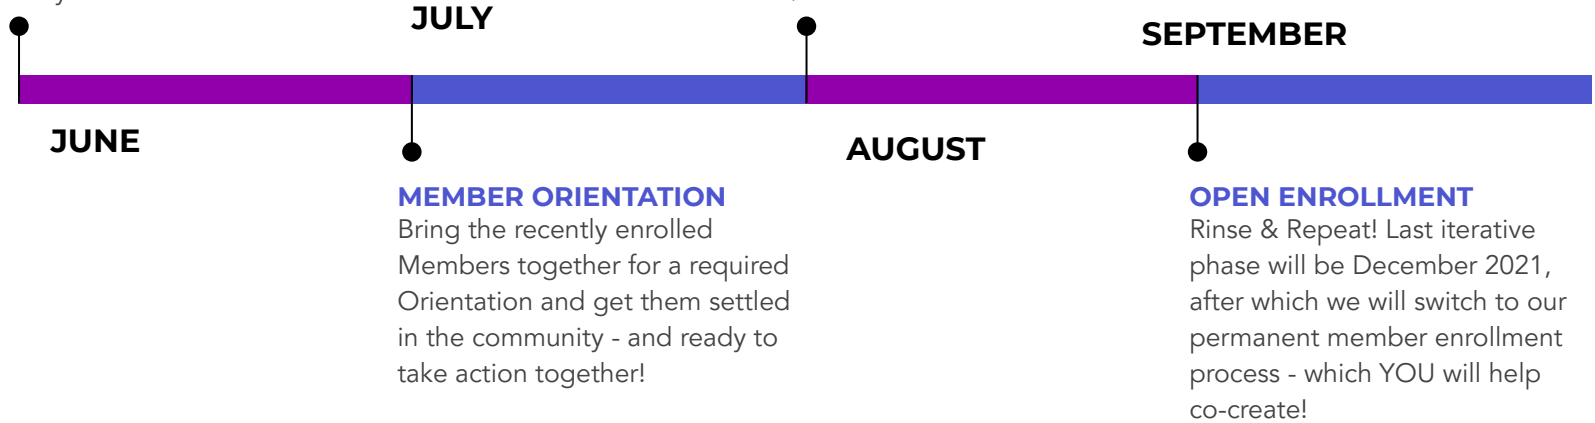 JULY
SEPTEMBER
JUNE
AUGUST
MEMBER ORIENTATION
Bring the recently enrolled
Members together for a required
Orientation and get them settled
in the community - and ready to
take action together!
OPEN ENROLLMENT
Rinse & Repeat! Last iterative
phase will be December 2021,
after which we will switch to our
permanent member enrollment
process - which YOU will help
co-create!